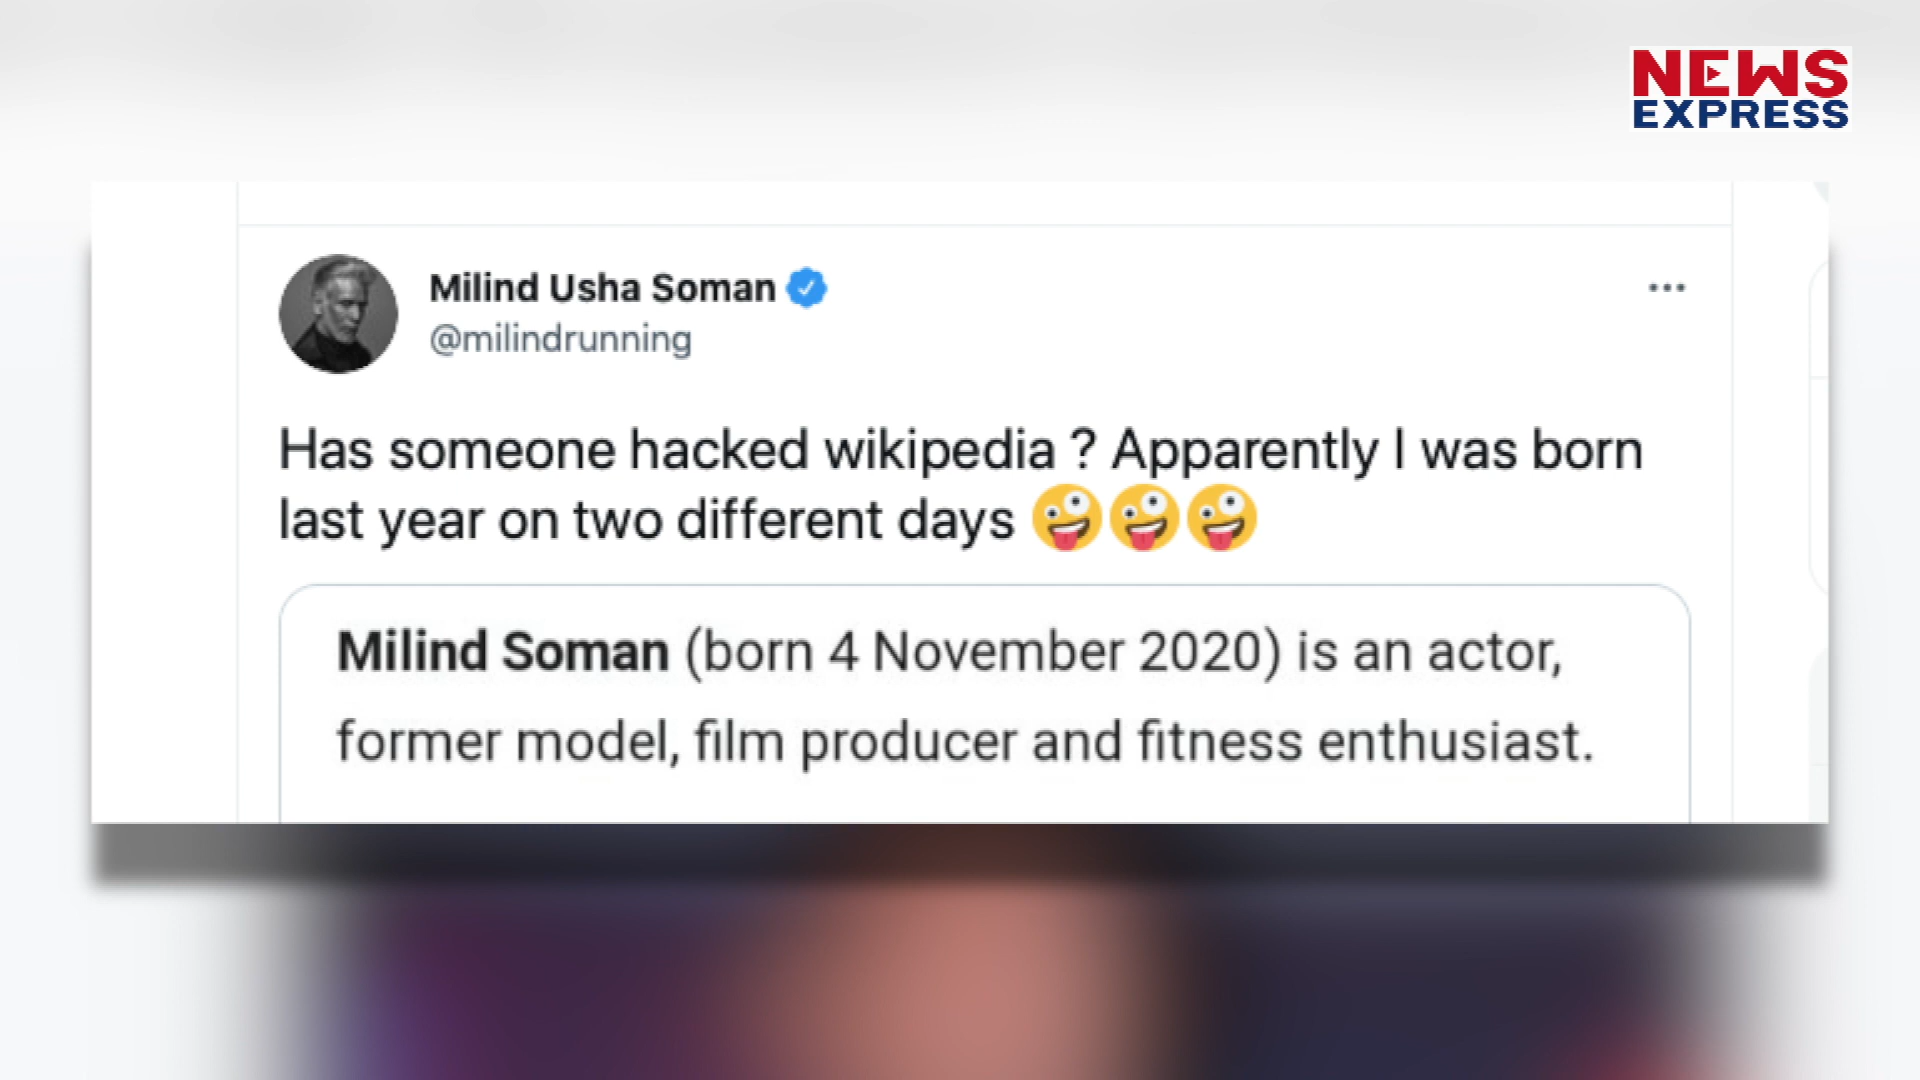 NEWS
EXPRESS
Milind Usha Soman
@milindrunning
Has someone hacked wikipedia ? Apparently I was born
last year on two different days 🤪🤪🤪
Milind Soman (born 4 November 2020) is an actor,
former model, film producer and fitness enthusiast.